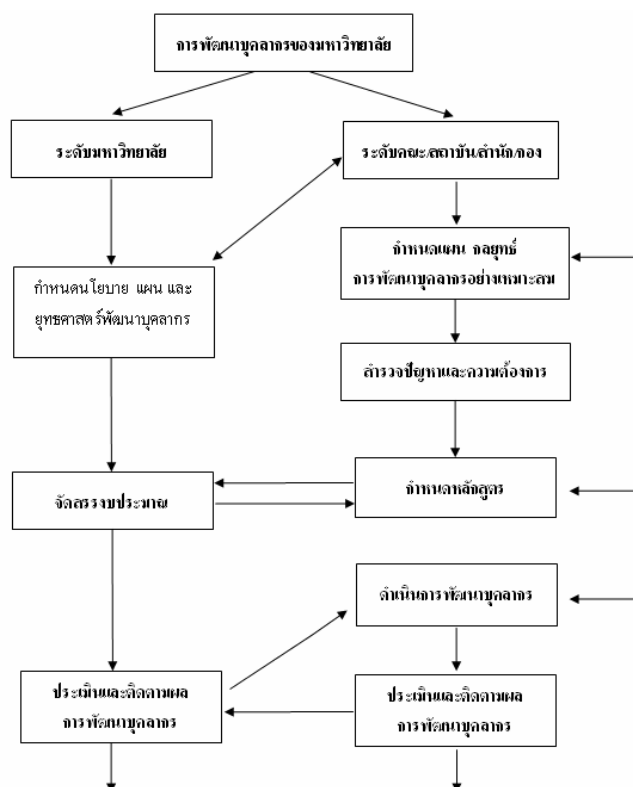 การพัฒนาบุคลากรของมหาวิทยาลัย
ระดับมหาวิทยาลัย
ระดับคณะ/สถาบัน/สำนัก/กอง
กำหนดแผน กลยุทธ์
การพัฒนาบุคลากรอย่างเหมาะสม
กำหนดนโยบาย แผน และ
ยุทธศาสตร์พัฒนาบุคลากร
สำรวจปัญหาและความต้องการ
จัดสรรงบประมาณ
กำหนดหลักสูตร
ดำเนินการพัฒนาบุคลากร
ประเมินและติดตามผล
การพัฒนาบุคลากร
ประเมินและติดตามผล
การพัฒนาบุคลากร